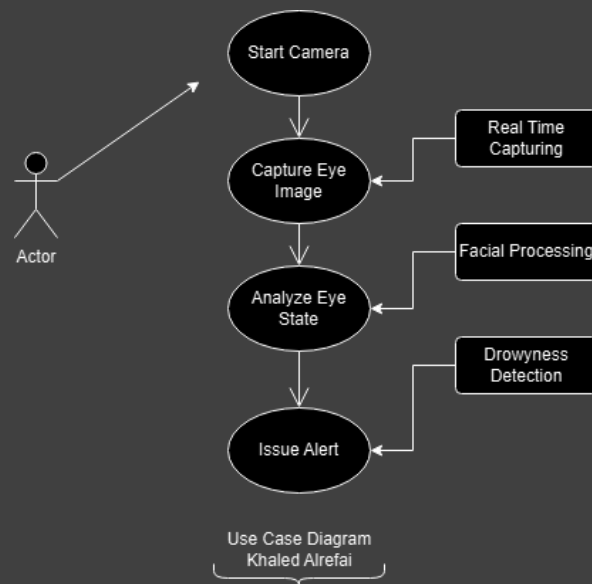 Start Camera
Real Time
Capturing
Capture Eye
Image
Actor
Facial Processing
Analyze Eye
State
Drowyness
Detection
Issue Alert
Use Case Diagram
Khaled Alrefai